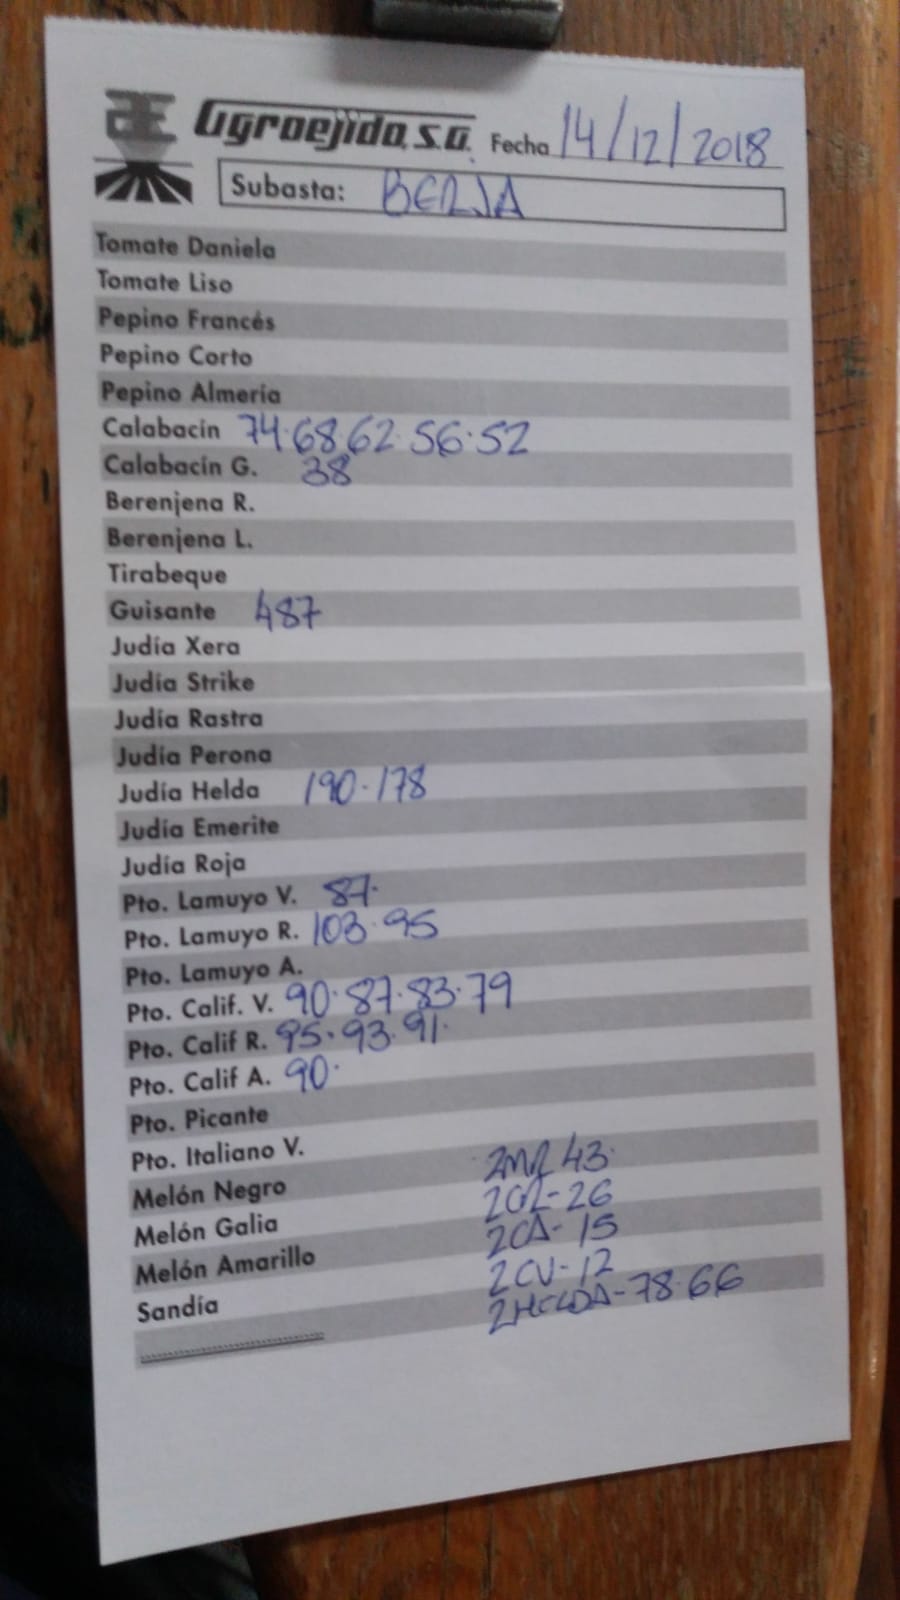 Agroejido, S.A. Fecha 14/12/2018
Subasta: BERJA
Tomate Daniela
Tomate Liso
Pepino Francés
Pepino Corto
Pepino Almería
Calabacín 74·68·62·56·52
Calabacín G. 38
Berenjena R.
Berenjena L.
Tirabeque
Guisante 487
Judía Xera
Judía Strike
Judía Rastra
Judía Perona
Judía Helda 190·178
Judía Emerite
Judía Roja
Pto. Lamuyo V. 87·
Pto. Lamuyo R. 103·95
Pto. Lamuyo A.
Pto. Calif. V. 90·87·83·79
Pto. Calif R. 95·93·91·
Pto. Calif A. 90·
Pto. Picante
Pto. Italiano V.
2MR 43·
Melón Negro
2CR-26
Melón Galia
2CA-15
Melón Amarillo
2CV-12
Sandía
2HELDA-78·66